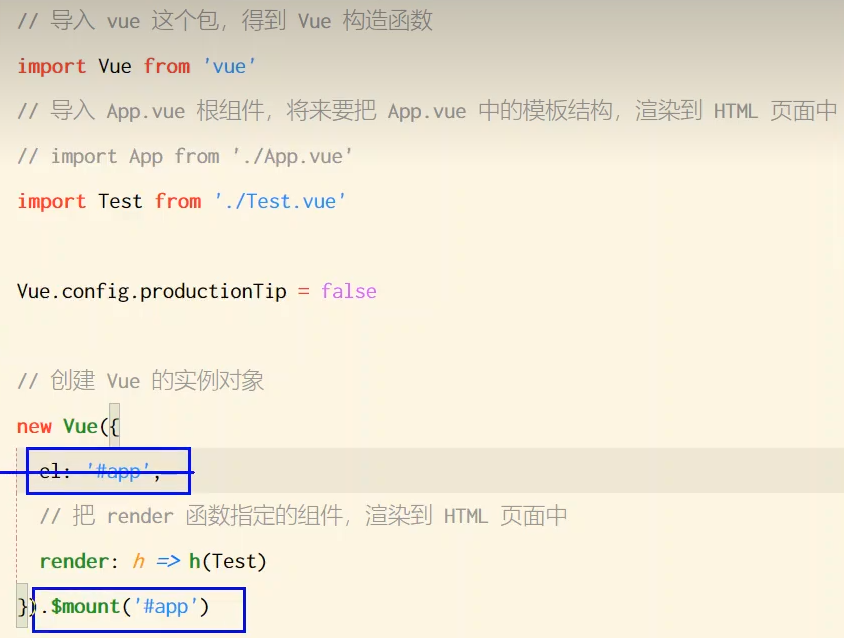 // 导入 vue 这个包，得到 Vue 构造函数
import Vue from 'vue'
// 导入 App.vue 根组件，将来要把 App.vue 中的模板结构，渲染到 HTML 页面中
// import App from './App.vue'
import Test from './Test.vue'
Vue.config.productionTip = false
// 创建 Vue 的实例对象
new Vue({
el: '#app',
// 把 render 函数指定的组件，渲染到 HTML 页面中
render: h => h(Test)
}).$mount('#app')